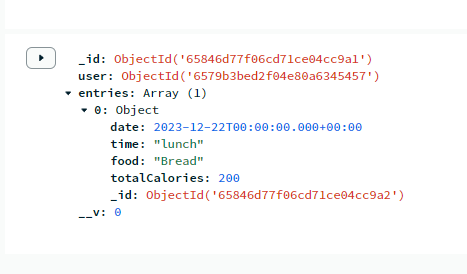 _id: ObjectId('65846d77f06cd71ce04cc9a1')
user: ObjectId('6579b3bed2f04e80a6345457')
entries: Array (1)
0: Object
date: 2023-12-22T00:00:00.000+00:00
time: "lunch"
food: "Bread"
totalCalories: 200
_id: ObjectId('65846d77f06cd71ce04cc9a2')
__v: 0